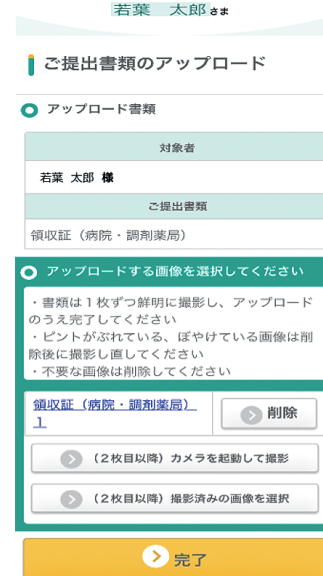 若葉　太郎さま
ご提出書類のアップロード
アップロード書類
対象者
若葉 太郎 様
ご提出書類
領収証（病院・調剤薬局）
アップロードする画像を選択してください
・書類は１枚ずつ鮮明に撮影し、アップロード
のうえ完了してください
・ピントがぶれている、ぼやけている画像は削
除後に撮影し直してください
・不要な画像は削除してください
領収証（病院・調剤薬局）
１
削除
（２枚目以降）カメラを起動して撮影
（２枚目以降）撮影済みの画像を選択
完了